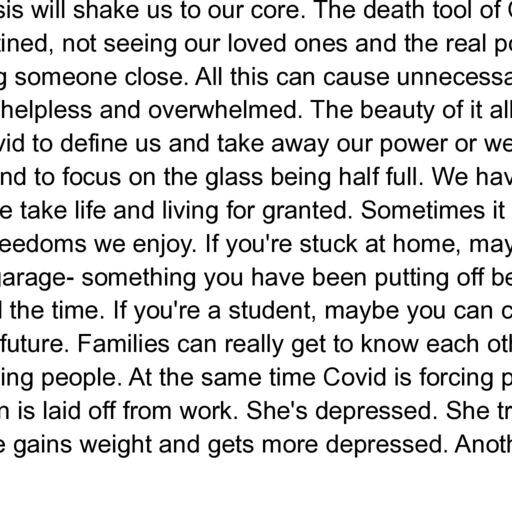 sis will shake us to our core. The death tool of
ined, not seeing our loved ones and the real po
g someone close. All this can cause unnecessa
helpless and overwhelmed. The beauty of it all
vid to define us and take away our power or we
nd to focus on the glass being half full. We hav
e take life and living for granted. Sometimes it
eedoms we enjoy. If you're stuck at home, may
garage- something you have been putting off be
l the time. If you're a student, maybe you can c
future. Families can really get to know each oth
ing people. At the same time Covid is forcing p
n is laid off from work. She's depressed. She tr
e gains weight and gets more depressed. Anoth